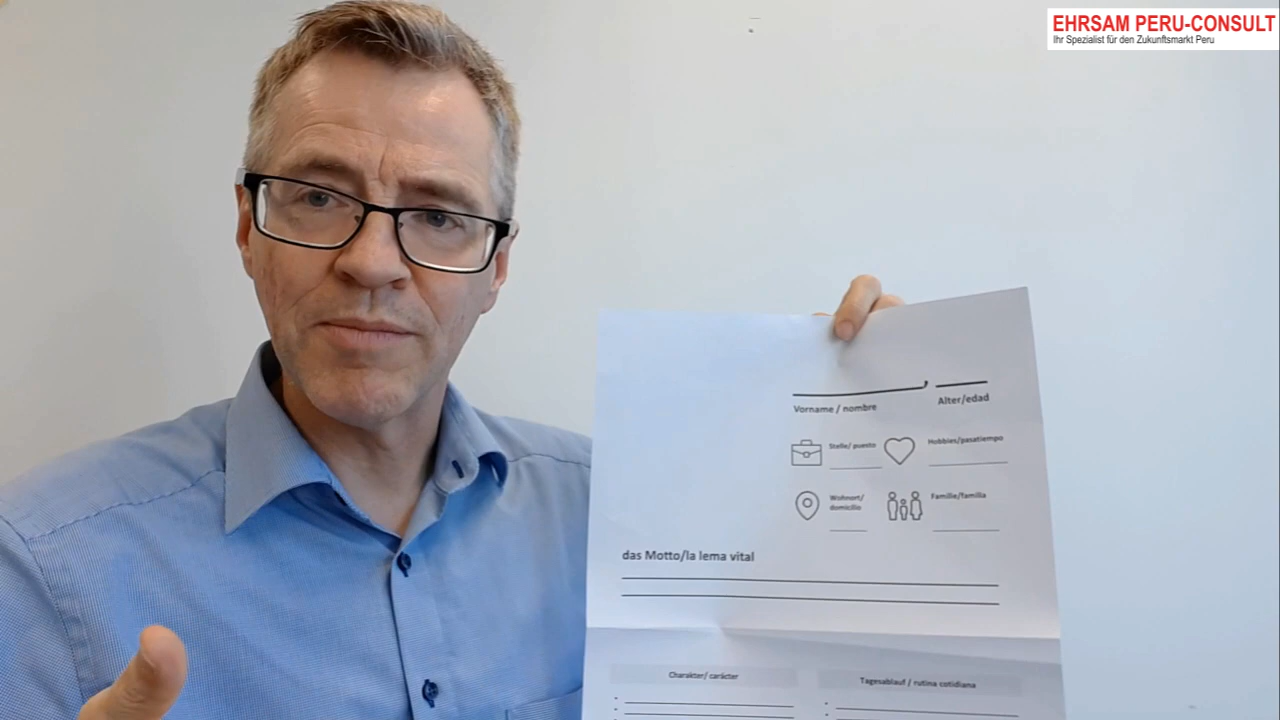 EHRSAM PERU-CONSULT
Ihr Spezialist für den Zukunftsmarkt Peru
Vorname / nombre
Alter/edad
Stelle/ puesto
Hobbies/pasatiempo
Wohnort/
domicilio
Familie/familia
das Motto/la lema vital
Charakter/ carácter
Tagesablauf / rutina cotidiana